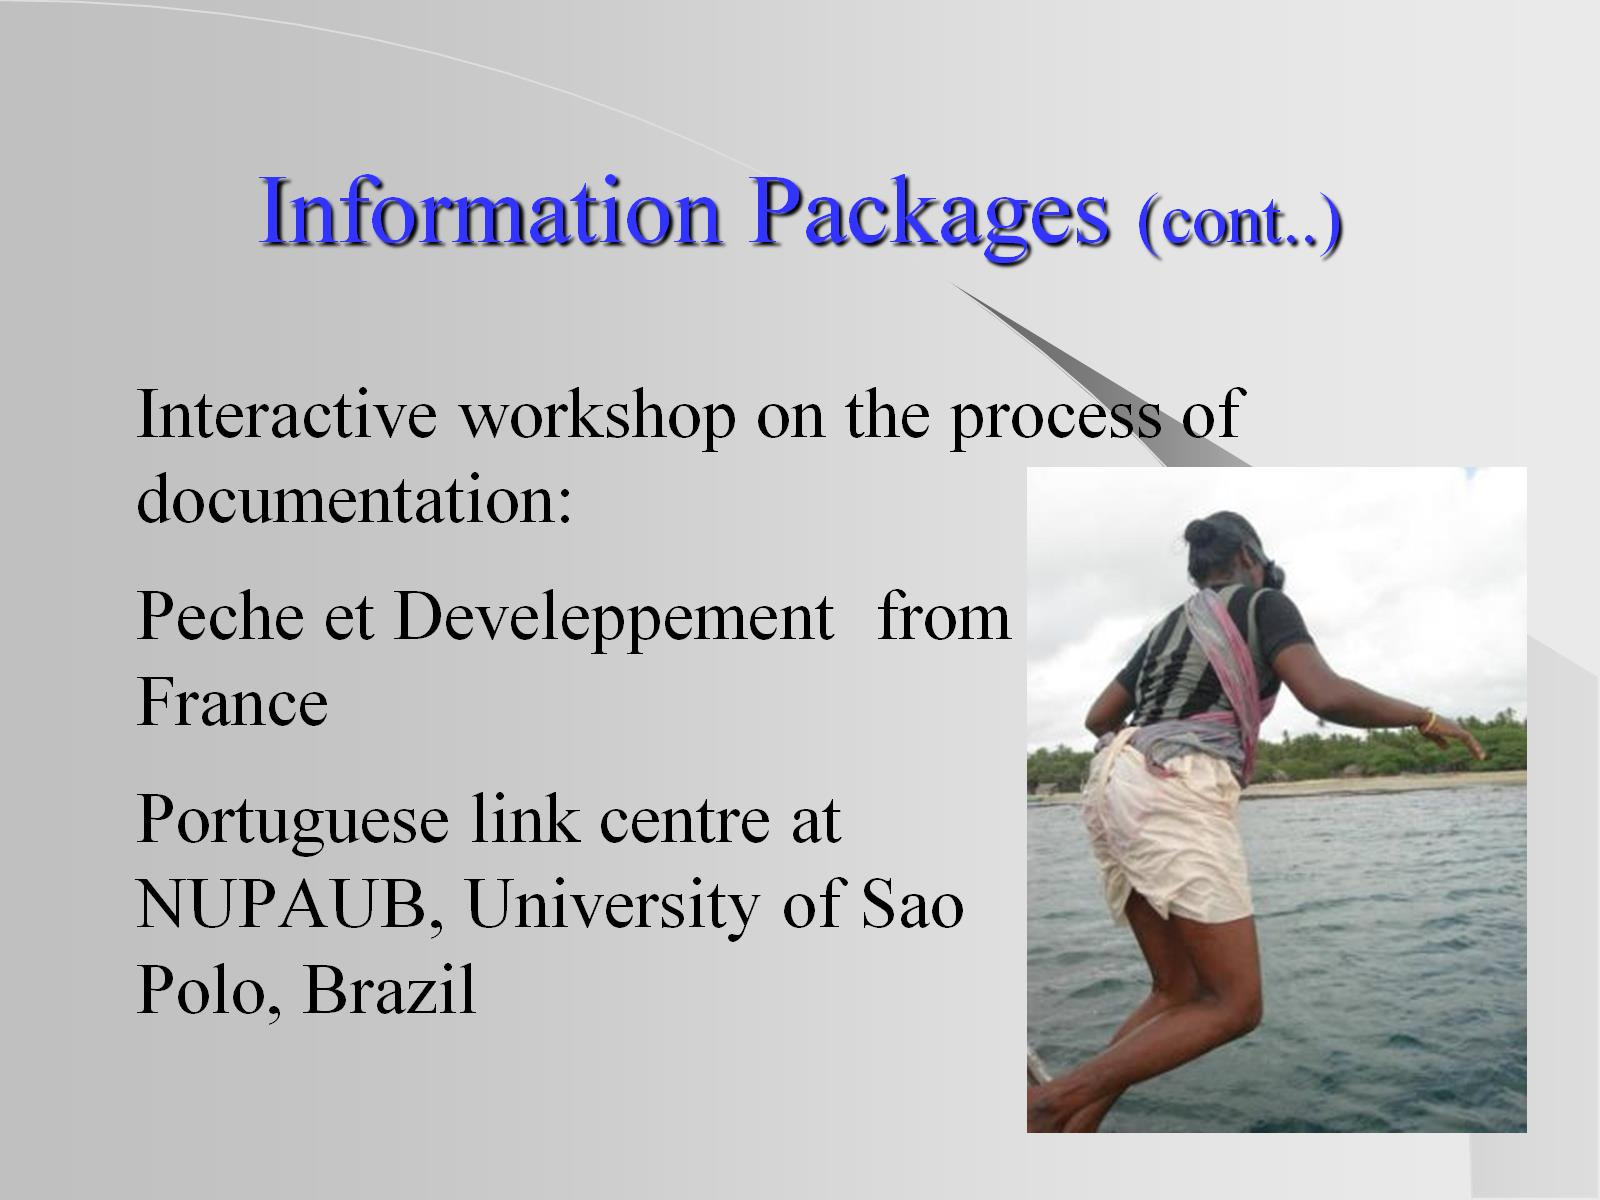 Information Packages (cont..)
Interactive workshop on the process of
documentation:
Peche et Develeppement from
France
Portuguese link centre at
NUPAUB, University of Sao
Polo, Brazil